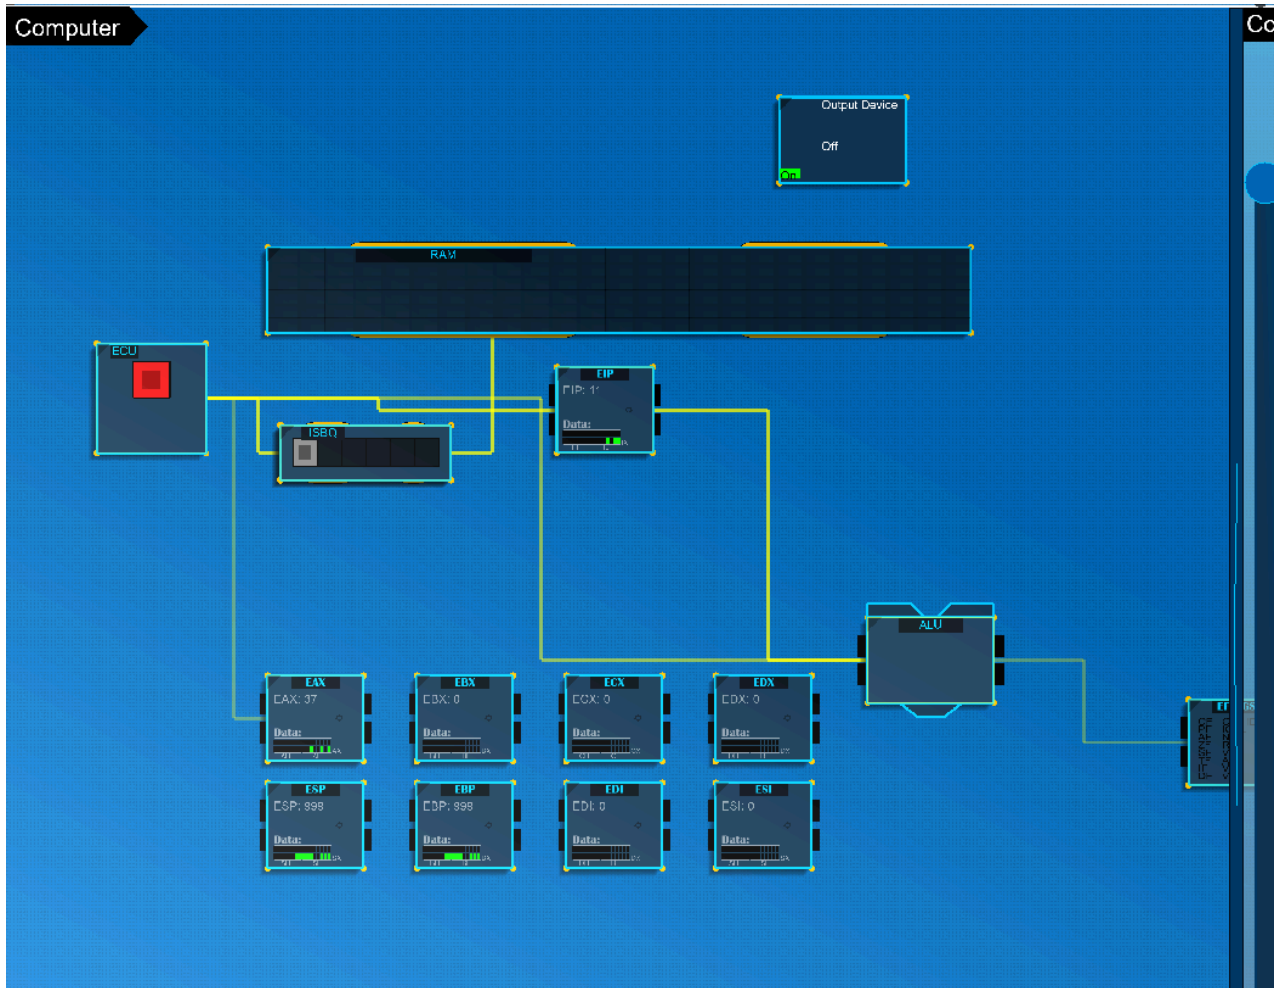 Computer
Co
Output Device
Off
On
RAM
ECU
EIP
EIP: 11
Data:
ISBQ
ALU
EAX
EAX: 37
Data:
EBX
EBX: 0
Data:
ECX
ECX: 0
Data:
EDX
EDX: 0
Data:
ESP
ESP: 999
Data:
EBP
EBP: 999
Data:
EDI
EDI: 0
Data:
ESI
ESI: 0
Data: